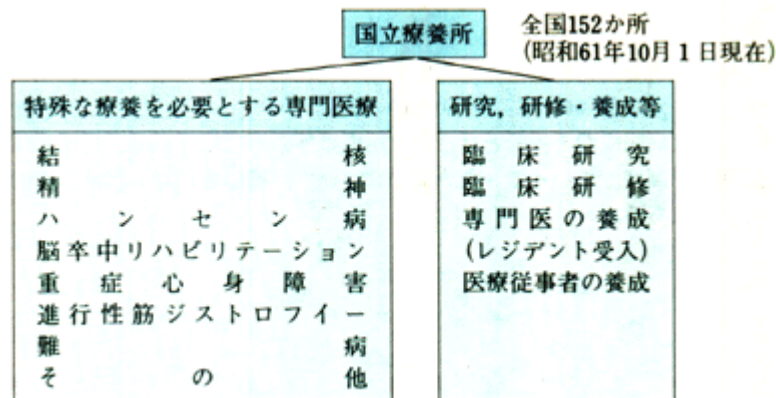 国立療養所
全国152か所
(昭和61年10月1日現在)
特殊な療養を必要とする専門医療
結核
精神
ハンセン病
脳卒中リハビリテーション
重症心身障害
進行性筋ジストロフイー
難病
その他
研究,研修・養成等
臨床研究
臨床研修
専門医の養成
(レジデント受入)
医療従事者の養成